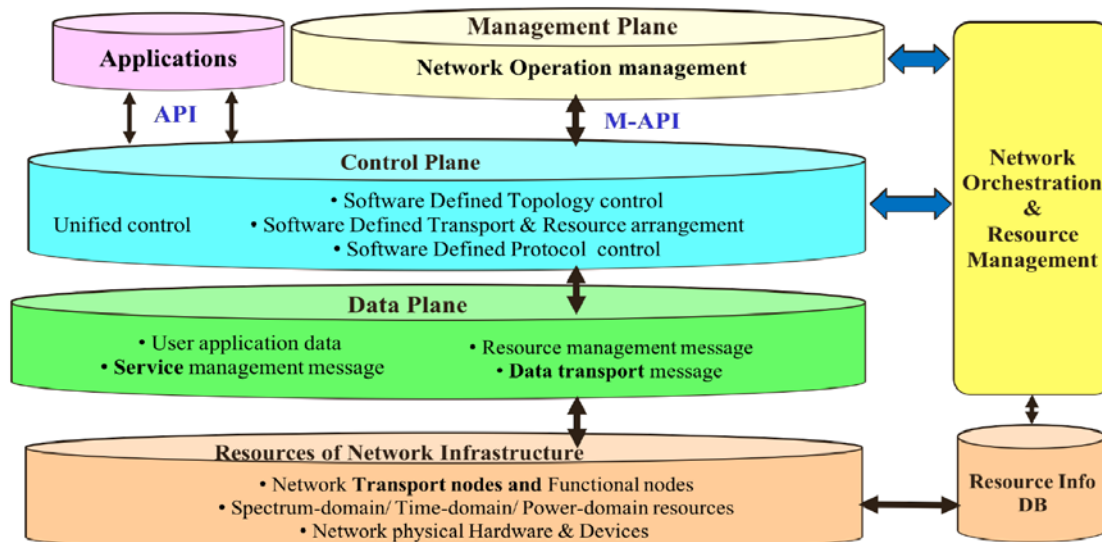 Applications
Management Plane
Network Operation management
API
M-API
Control Plane
Unified control
• Software Defined Topology control
• Software Defined Transport & Resource arrangement
• Software Defined Protocol control
Network
Orchestration
&
Resource
Management
Data Plane
• User application data
• Service management message
• Resource management message
• Data transport message
Resources of Network Infrastructure
• Network Transport nodes and Functional nodes
• Spectrum-domain/ Time-domain/ Power-domain resources
• Network physical Hardware & Devices
Resource Info
DB